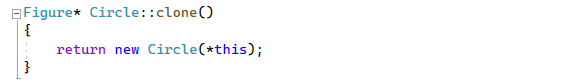 Figure* Circle::clone()
{
    return new Circle(*this);
}